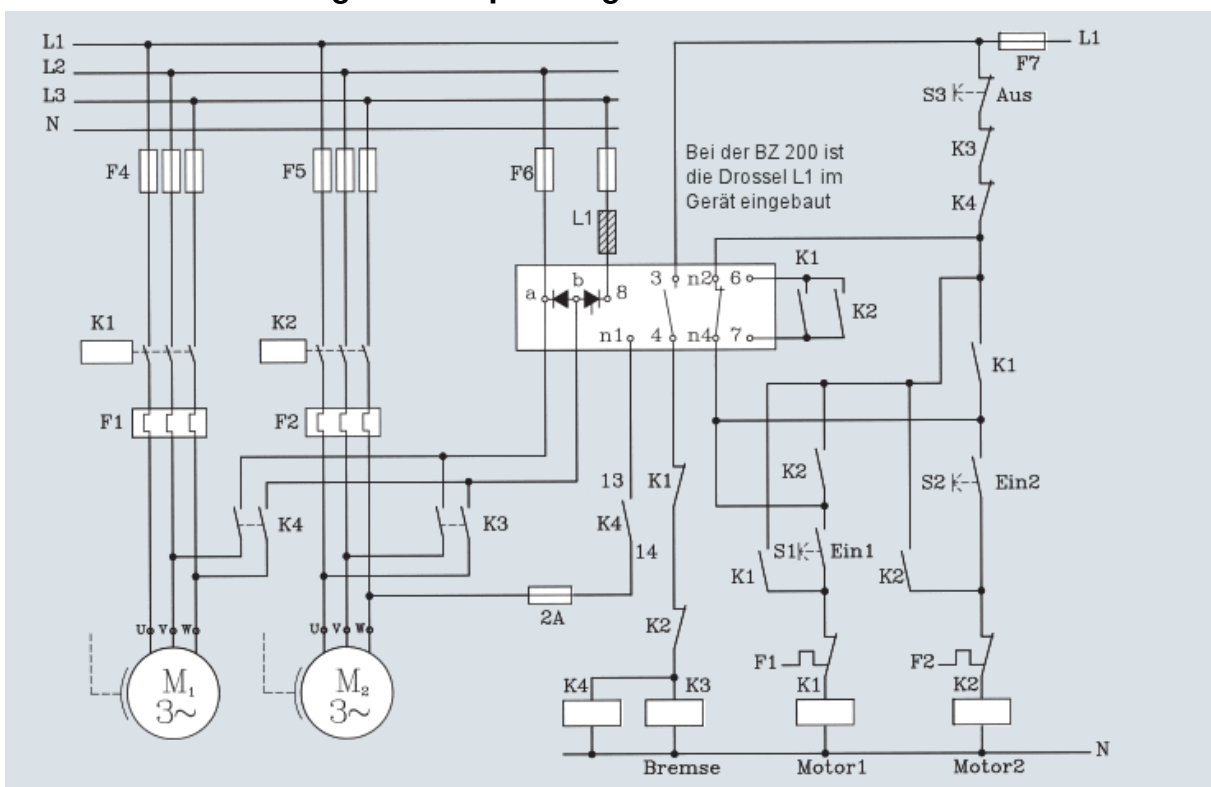 L1
L2
L3
N
F4
F5
F6
L1
F7
L1
S3
Aus
K3
K4
Bei der BZ 200 ist
die Drossel L1 im
Gerät eingebaut
a
b
8
3
n2
6
n1
4
n4
7
K1
K2
K1
K2
F1
F2
K1
K4
K3
13
K4
14
K1
K2
S2
Ein2
S1
Ein1
K1
K2
2A
K2
U
V
W
U
V
W
M1
3~
M2
3~
F1
F2
K4
K3
K1
K2
N
Bremse
Motor1
Motor2